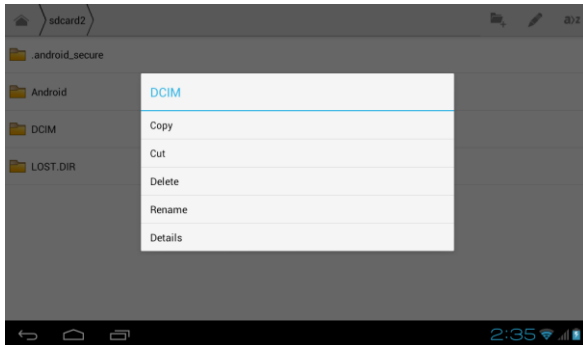 sdcard2
a>z
.android_secure
Android
DCIM
LOST.DIR
DCIM
Copy
Cut
Delete
Rename
Details
2:35